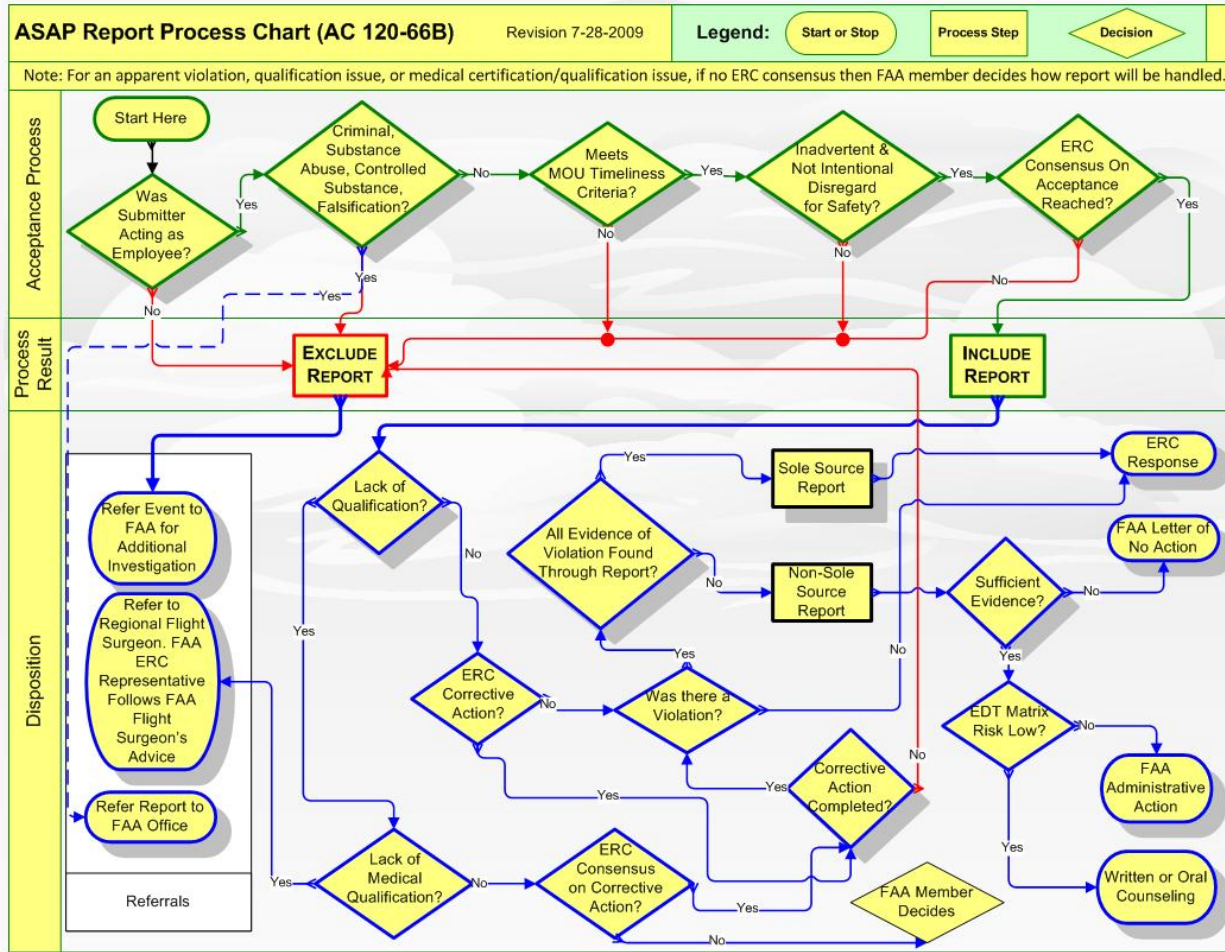 ASAP Report Process Chart (AC 120-66B)
Revision 7-28-2009
Legend:
Start or Stop
Process Step
Decision
Note: For an apparent violation, qualification issue, or medical certification/qualification issue, if no ERC consensus then FAA member decides how report will be handled.
Acceptance Process
Start Here
Was
Submitter
Acting as
Employee?
Yes
No
Criminal,
Substance
Abuse, Controlled
Substance,
Falsification?
No
Yes
Yes
Meets
MOU Timeliness
Criteria?
Yes
No
Inadvertent &
Not Intentional
Disregard
for Safety?
Yes
No
ERC
Consensus On
Acceptance
Reached?
Yes
No
Process
Result
EXCLUDE
REPORT
INCLUDE
REPORT
Disposition
Refer Event to
FAA for
Additional
Investigation
Refer to
Regional Flight
Surgeon. FAA
ERC
Representative
Follows FAA
Flight
Surgeon's
Advice
Refer Report to
FAA Office
Referrals
Lack of
Qualification?
No
Yes
All Evidence of
Violation Found
Through Report?
Yes
No
Sole Source
Report
Non-Sole
Source
Report
ERC
Response
FAA Letter of
No Action
Sufficient
Evidence?
No
Yes
ERC
Corrective
Action?
No
Yes
Was there a
Violation?
Yes
No
Corrective
Action
Completed?
Yes
No
EDT Matrix
Risk Low?
No
Yes
FAA
Administrative
Action
Written or Oral
Counseling
Lack of
Medical
Qualification?
Yes
No
ERC
Consensus
on Corrective
Action?
Yes
No
FAA Member
Decides